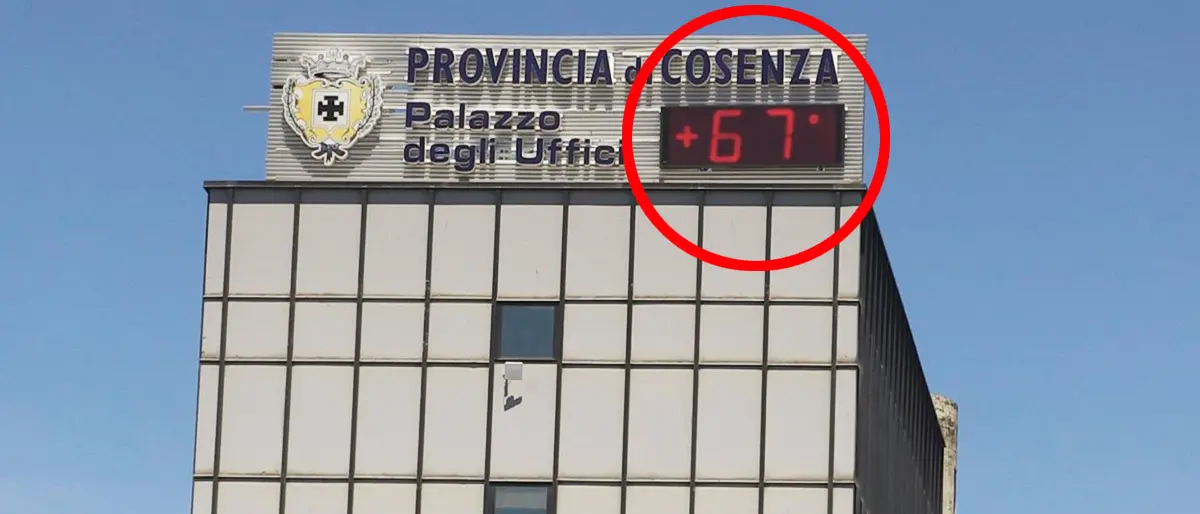 PROVINCIA di COSENZA
Palazzo
degli Uffici
+67°